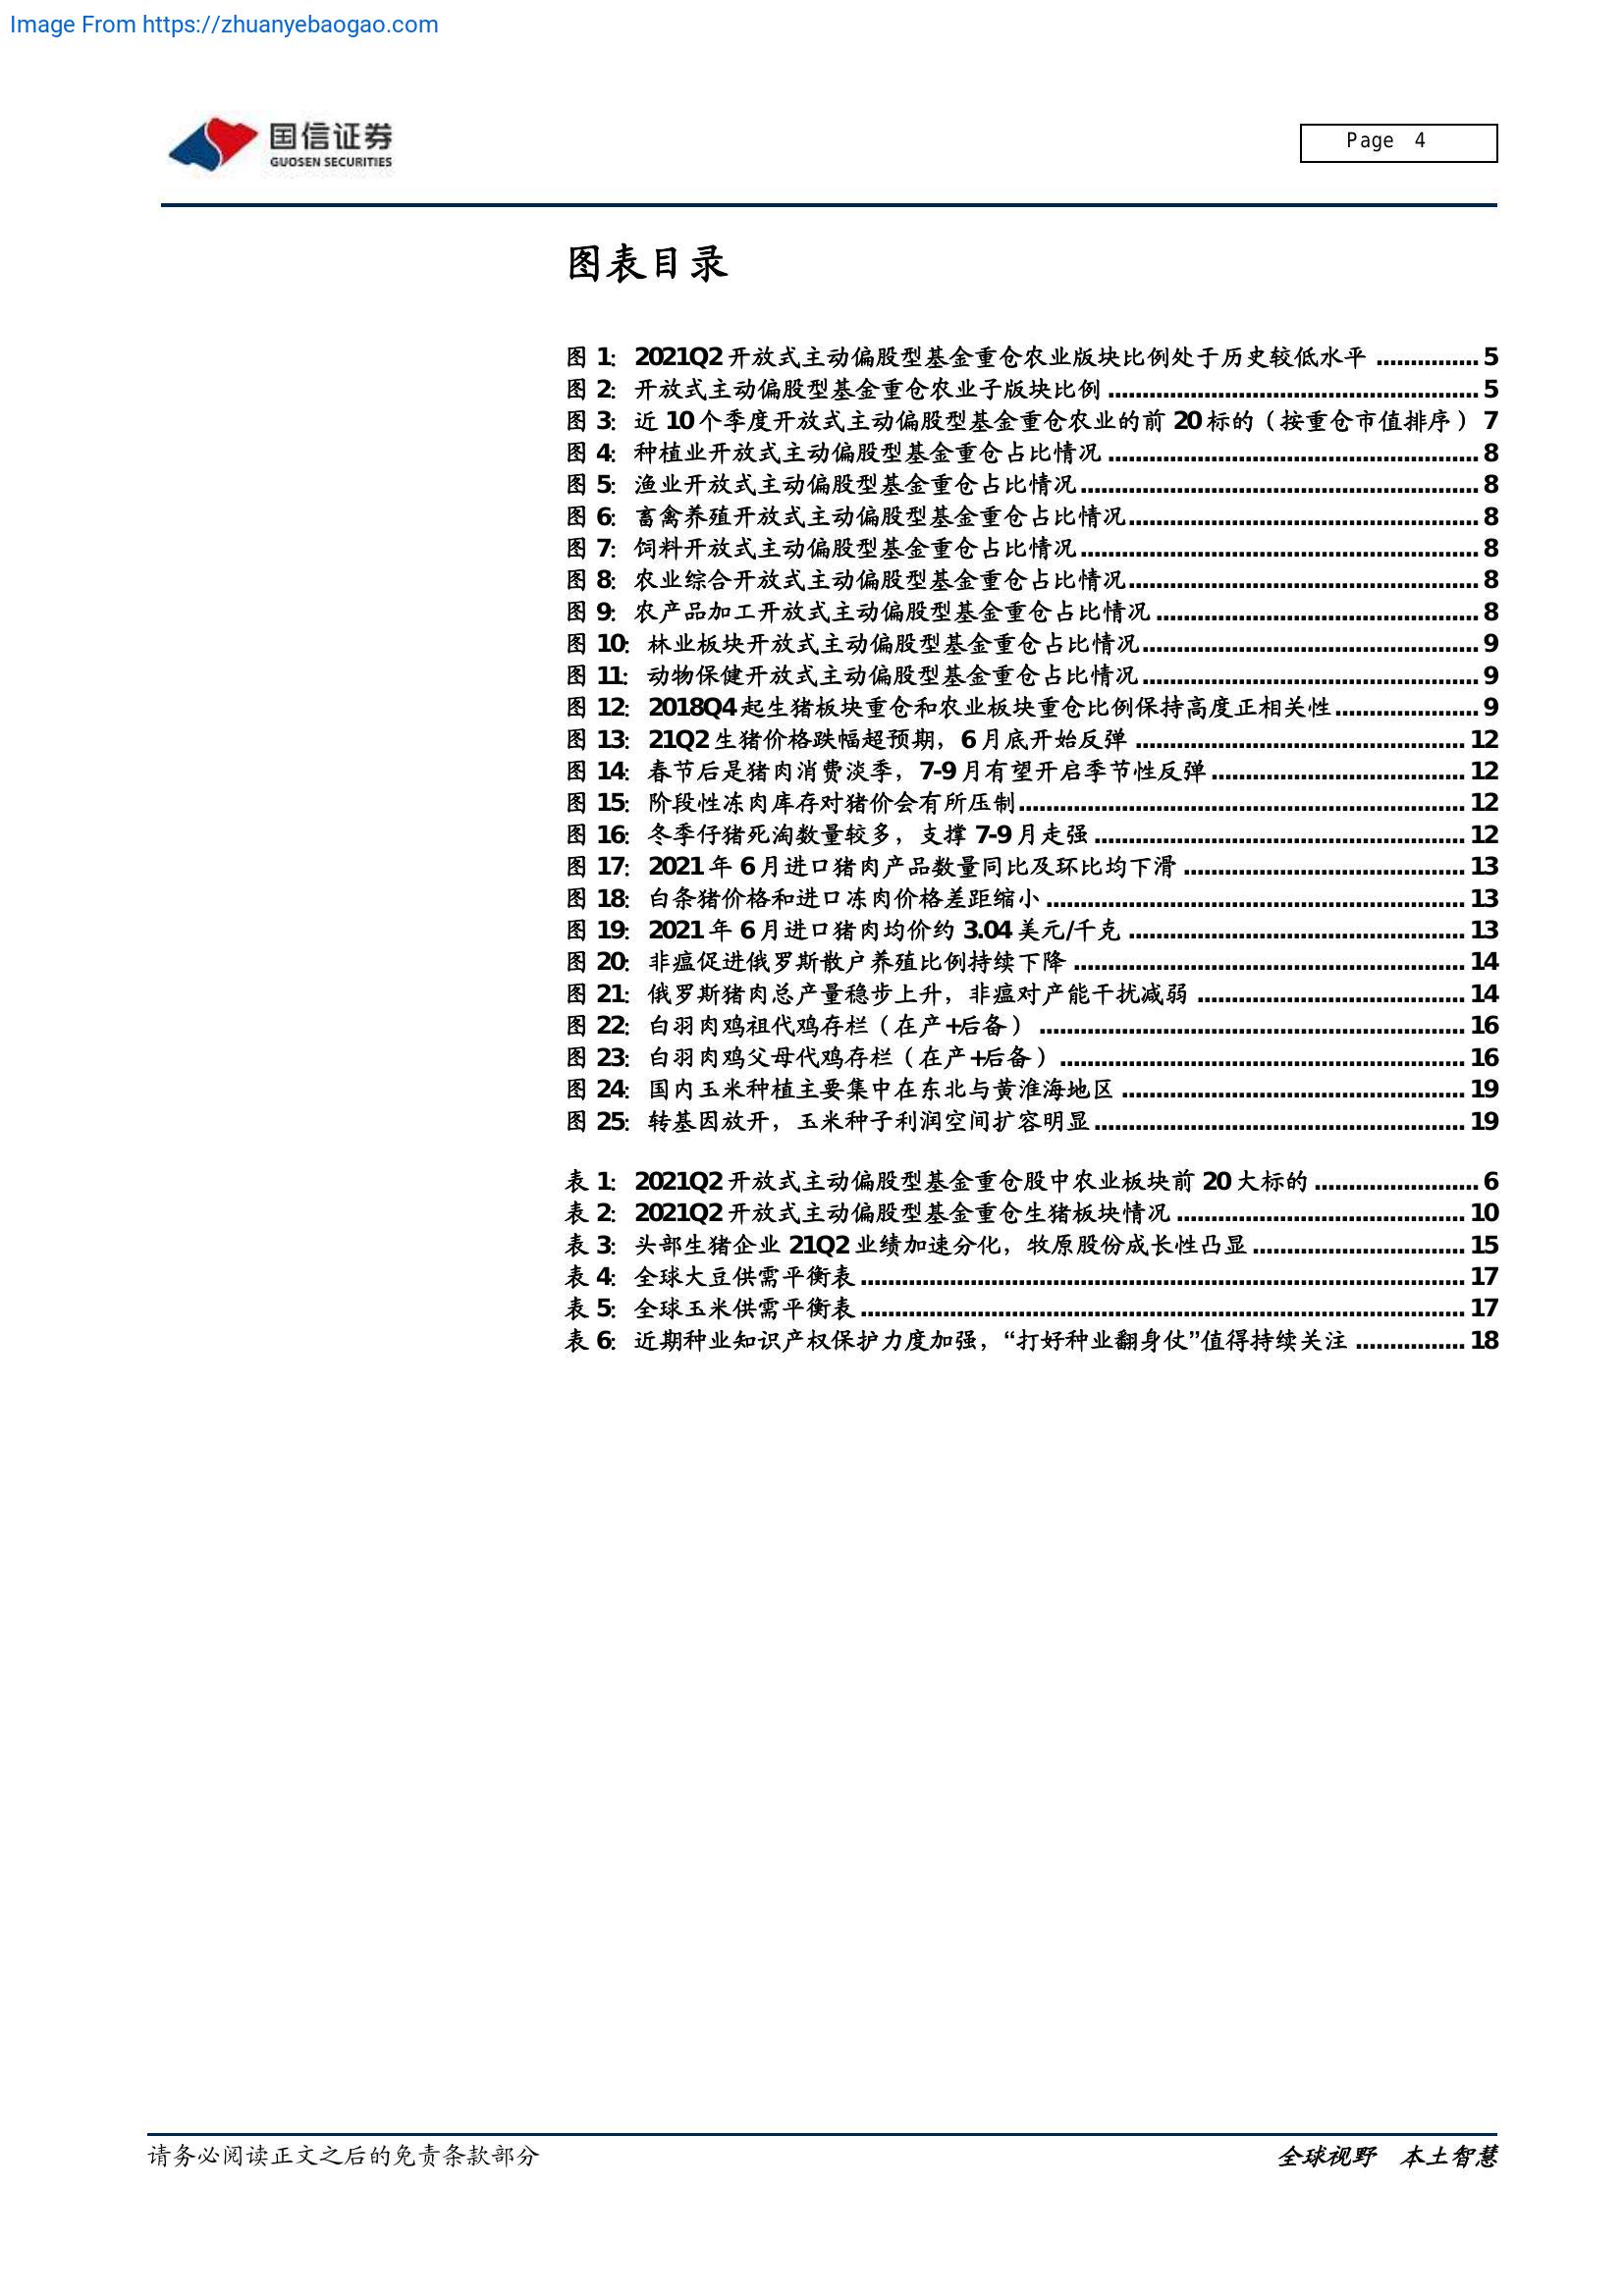 Image From https://zhuanyebaogao.com
国信证券
GUOSEN SECURITIES
Page 4
图表目录
图 1: 2021Q2 开放式主动偏股型基金重仓农业版块比例处于历史较低水平 ............... 5
图 2: 开放式主动偏股型基金重仓农业子版块比例 ...................................................... 5
图 3: 近 10 个季度开放式主动偏股型基金重仓农业的前 20 标的（按重仓市值排序） 7
图 4: 种植业开放式主动偏股型基金重仓占比情况 ...................................................... 8
图 5: 渔业开放式主动偏股型基金重仓占比情况.......................................................... 8
图 6: 畜禽养殖开放式主动偏股型基金重仓占比情况................................................... 8
图 7: 饲料开放式主动偏股型基金重仓占比情况.......................................................... 8
图 8: 农业综合开放式主动偏股型基金重仓占比情况................................................... 8
图 9: 农产品加工开放式主动偏股型基金重仓占比情况 ............................................... 8
图 10: 林业板块开放式主动偏股型基金重仓占比情况................................................. 9
图 11: 动物保健开放式主动偏股型基金重仓占比情况................................................. 9
图 12: 2018Q4 起生猪板块重仓和农业板块重仓比例保持高度正相关性..................... 9
图 13: 21Q2 生猪价格跌幅超预期，6 月底开始反弹 ................................................ 12
图 14: 春节后是猪肉消费淡季，7-9 月有望开启季节性反弹..................................... 12
图 15: 阶段性冻肉库存对猪价会有所压制................................................................. 12
图 16: 冬季仔猪死淘数量较多，支撑 7-9 月走强...................................................... 12
图 17: 2021 年 6 月进口猪肉产品数量同比及环比均下滑 ......................................... 13
图 18: 白条猪价格和进口冻肉价格差距缩小 ............................................................. 13
图 19: 2021 年 6 月进口猪肉均价约 3.04 美元/千克 ................................................. 13
图 20: 非瘟促进俄罗斯散户养殖比例持续下降 ......................................................... 14
图 21: 俄罗斯猪肉总产量稳步上升，非瘟对产能干扰减弱 ....................................... 14
图 22: 白羽肉鸡祖代鸡存栏（在产+后备） .............................................................. 16
图 23: 白羽肉鸡父母代鸡存栏（在产+后备）........................................................... 16
图 24: 国内玉米种植主要集中在东北与黄淮海地区 .................................................. 19
图 25: 转基因放开，玉米种子利润空间扩容明显...................................................... 19
表 1: 2021Q2 开放式主动偏股型基金重仓股中农业板块前 20 大标的 ........................ 6
表 2: 2021Q2 开放式主动偏股型基金重仓生猪板块情况 .......................................... 10
表 3: 头部生猪企业 21Q2 业绩加速分化，牧原股份成长性凸显............................... 15
表 4: 全球大豆供需平衡表........................................................................................ 17
表 5: 全球玉米供需平衡表........................................................................................ 17
表 6: 近期种业知识产权保护力度加强，“打好种业翻身仗”值得持续关注 ................ 18
请务必阅读正文之后的免责条款部分
全球视野 本土智慧